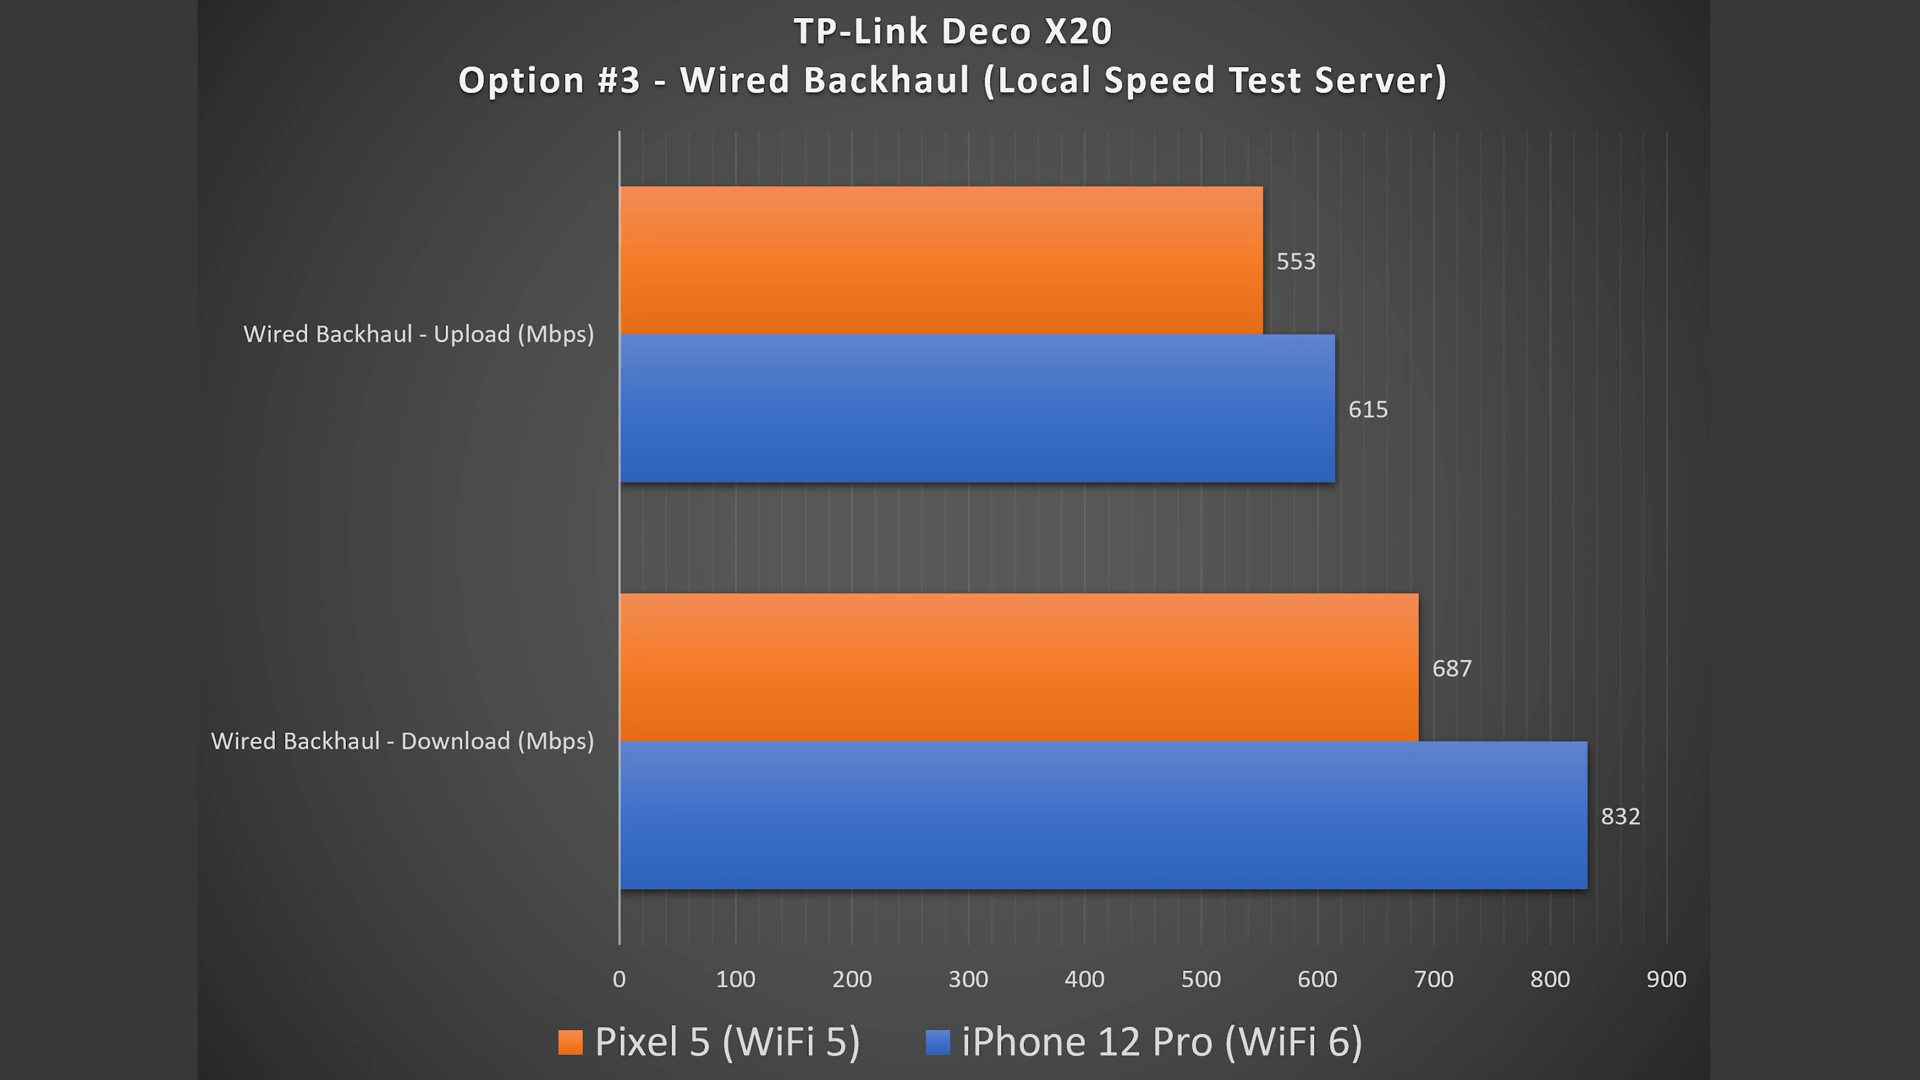 TP-Link Deco X20
Option #3 - Wired Backhaul (Local Speed Test Server)
553
Wired Backhaul - Upload (Mbps)
615
687
Wired Backhaul - Download (Mbps)
832
0 100 200 300 400 500 600 700 800 900
Pixel 5 (WiFi 5) iPhone 12 Pro (WiFi 6)